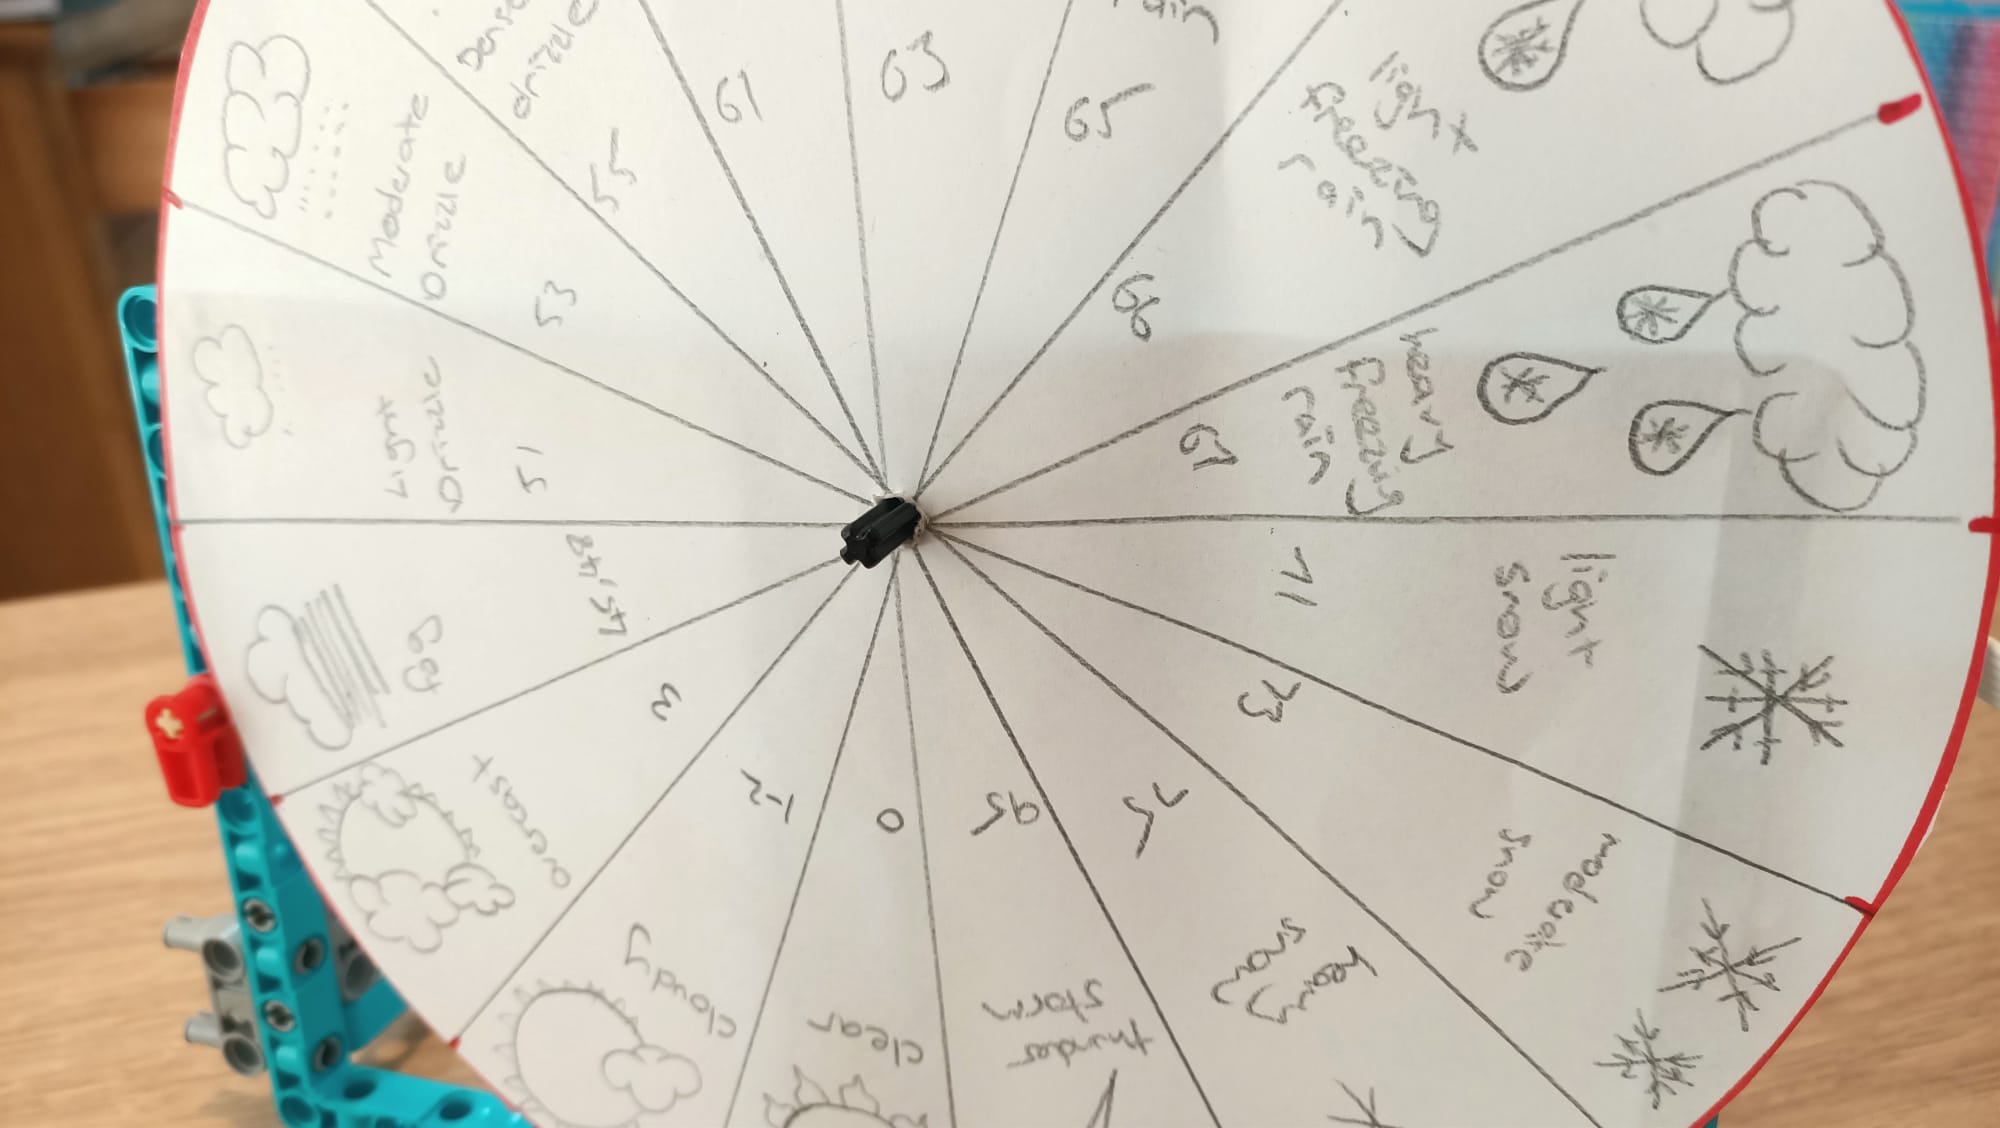 clear
0
cloudy
1-2
overcast
3
fog
45,48
Light
Drizzle
51
Moderate
Drizzle
53
Dense
drizzle
55
61
63
65
light
freezing
rain
66
heavy
freezing
rain
67
light
snow
71
moderate
snow
73
heavy
snow
75
thunder
storm
95